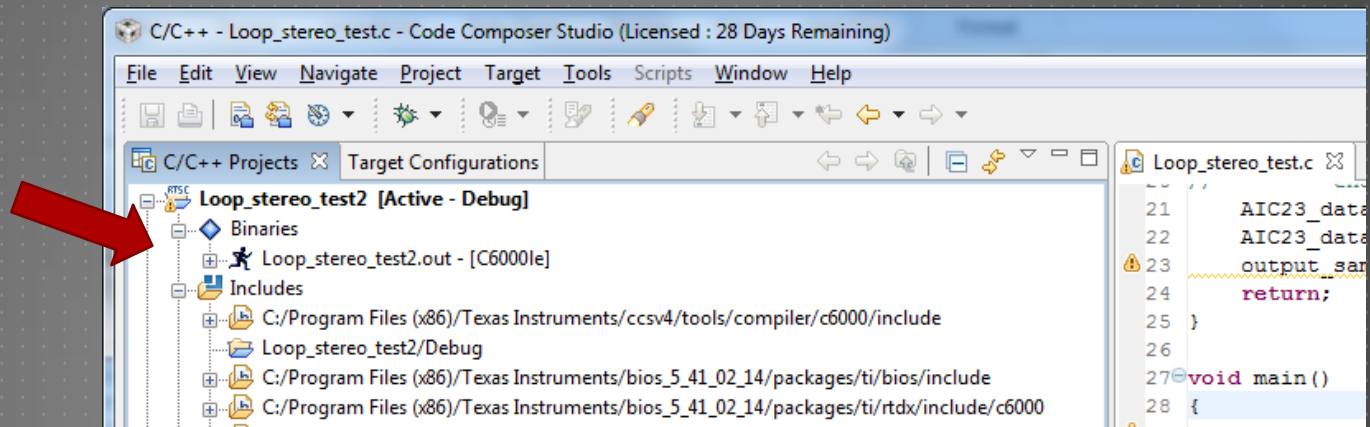 C/C++ - Loop_stereo_test.c - Code Composer Studio (Licensed : 28 Days Remaining)
File Edit View Navigate Project Target Tools Scripts Window Help
C/C++ Projects Target Configurations
Loop_stereo_test.c
RTSC Loop_stereo_test2 [Active - Debug]
Binaries
Loop_stereo_test2.out - [C6000le]
Includes
C:/Program Files (x86)/Texas Instruments/ccsv4/tools/compiler/c6000/include
Loop_stereo_test2/Debug
C:/Program Files (x86)/Texas Instruments/bios_5_41_02_14/packages/ti/bios/include
C:/Program Files (x86)/Texas Instruments/bios_5_41_02_14/packages/ti/rtdx/include/c6000
21 AIC23_data
22 AIC23_data
23 output_sam
24 return;
25 }
26
27 void main()
28 {